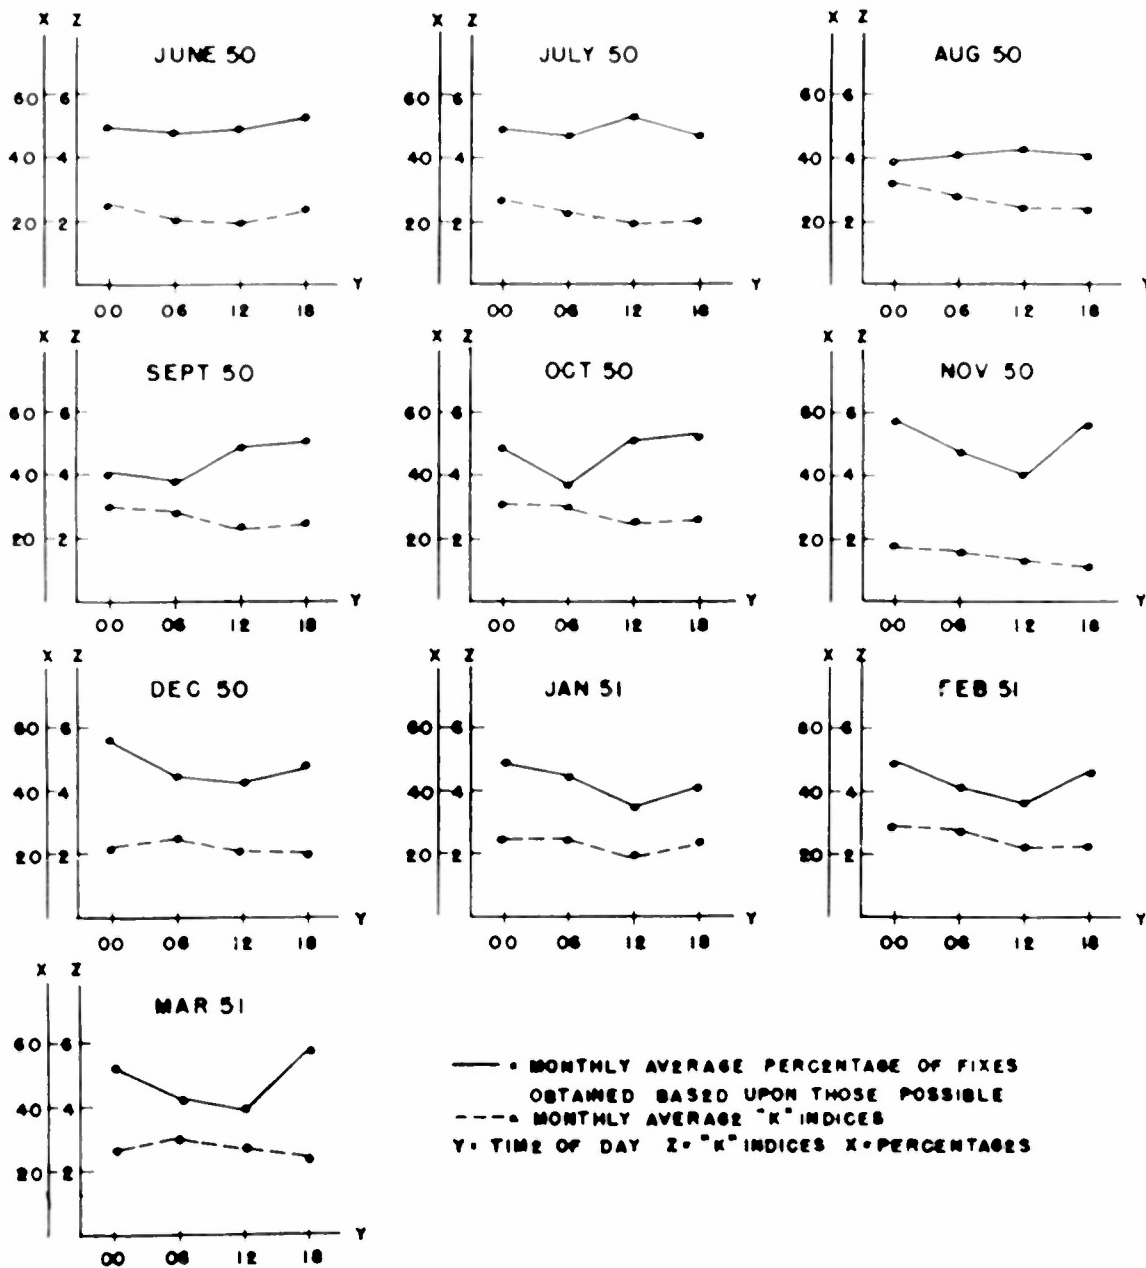 X Z X Z X Z
JUNE 50 JULY 50 AUG 50
60 6 60 6 60 6
40 4 40 4 40 4
20 2 20 2 20 2
Y Y Y
00 06 12 18 00 06 12 18 00 06 12 18
X Z X Z X Z
SEPT 50 OCT 50 NOV 50
60 6 60 6 60 6
40 4 40 4 40 4
20 2 20 2 20 2
Y Y Y
00 06 12 18 00 06 12 18 00 06 12 18
X Z X Z X Z
DEC 50 JAN 51 FEB 51
60 6 60 6 60 6
40 4 40 4 40 4
20 2 20 2 20 2
Y Y Y
00 06 12 18 00 06 12 18 00 06 12 18
X Z
MAR 51
60 6
40 4
20 2
Y
00 06 12 18
= MONTHLY AVERAGE PERCENTAGE OF FIXES
OBTAINED BASED UPON THOSE POSSIBLE
= MONTHLY AVERAGE "K" INDICES
Y= TIME OF DAY Z= "K" INDICES X=PERCENTAGES